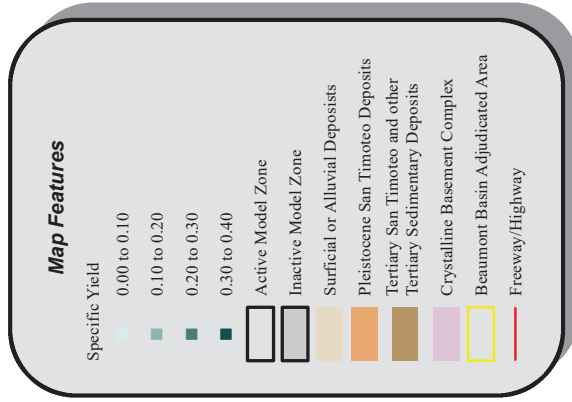 Map Features
Specific Yield
0.00 to 0.10
0.10 to 0.20
0.20 to 0.30
0.30 to 0.40
Active Model Zone
Inactive Model Zone
Surficial or Alluvial Deposists
Pleistocene San Timoteo Deposits
Tertiary San Timoteo and other
Tertiary Sedimentary Deposits
Crystalline Basement Complex
Beaumont Basin Adjudicated Area
Freeway/Highway